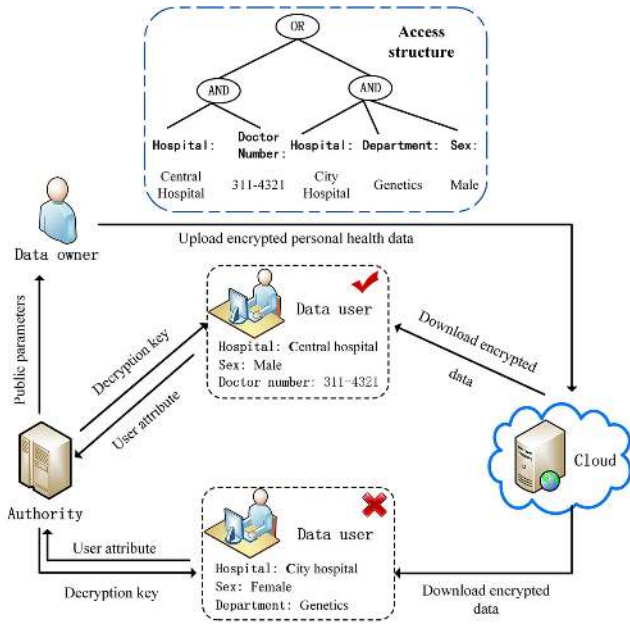 OR
Access
structure
AND
AND
Hospital:
Doctor
Number:
Hospital:
Department:
Sex:
Central
Hospital
311-4321
City
Hospital
Genetics
Male
Data owner
Upload encrypted personal health data
Public parameters
Decryption key
User attribute
Data user
Hospital: Central hospital
Sex: Male
Doctor number: 311-4321
Download encrypted
data
Cloud
Authority
User attribute
Decryption key
Data user
Hospital: City hospital
Sex: Female
Department: Genetics
Download encrypted
data